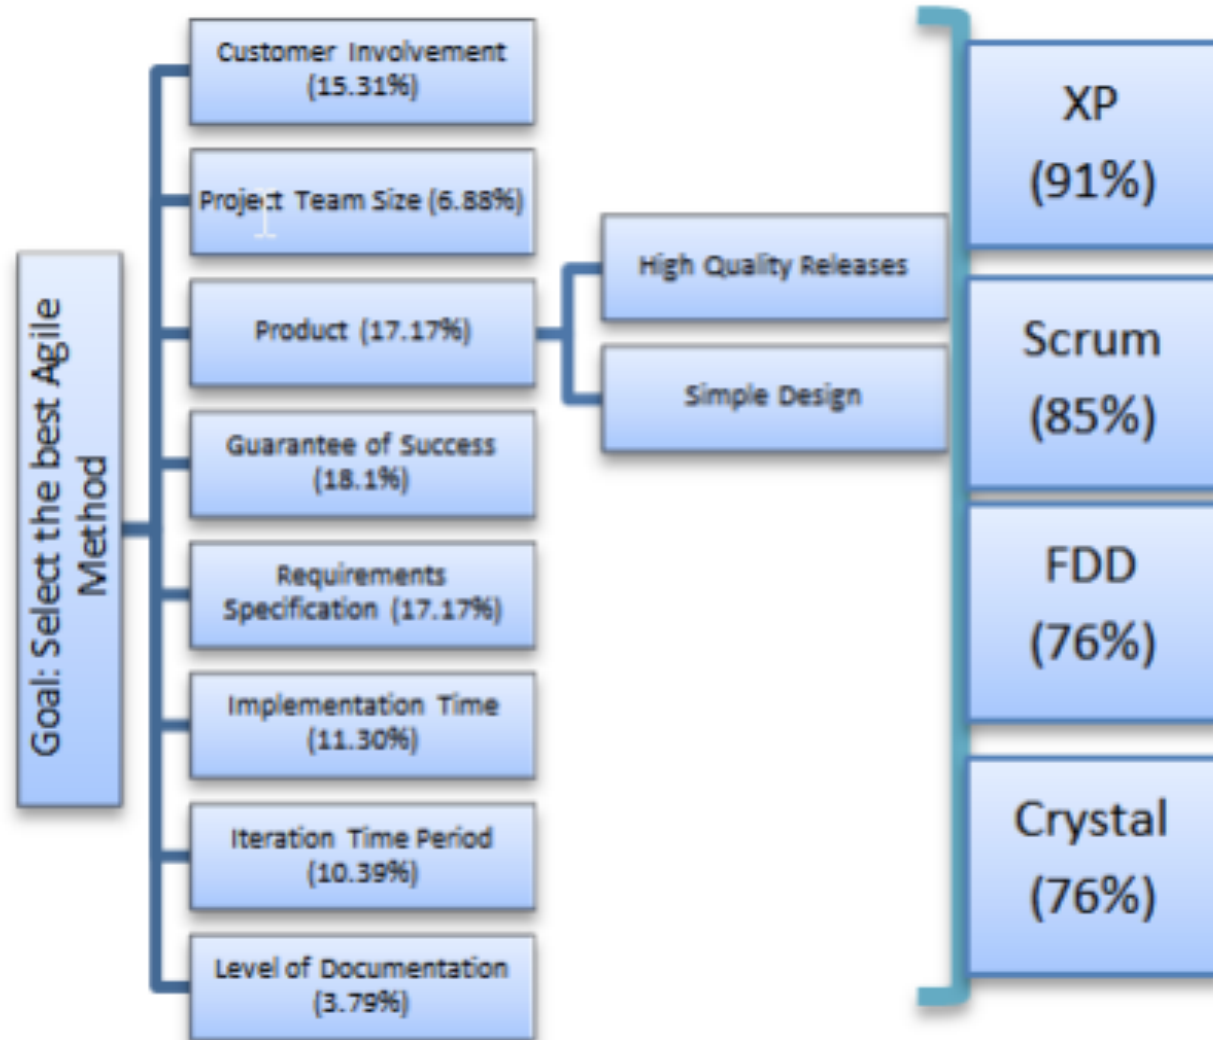 Goal: Select the best Agile
Method
Customer Involvement
(15.31%)
Project Team Size (6.88%)
Product (17.17%)
Guarantee of Success
(18.1%)
Requirements
Specification (17.17%)
Implementation Time
(11.30%)
Iteration Time Period
(10.39%)
Level of Documentation
(3.79%)
High Quality Releases
Simple Design
XP
(91%)
Scrum
(85%)
FDD
(76%)
Crystal
(76%)